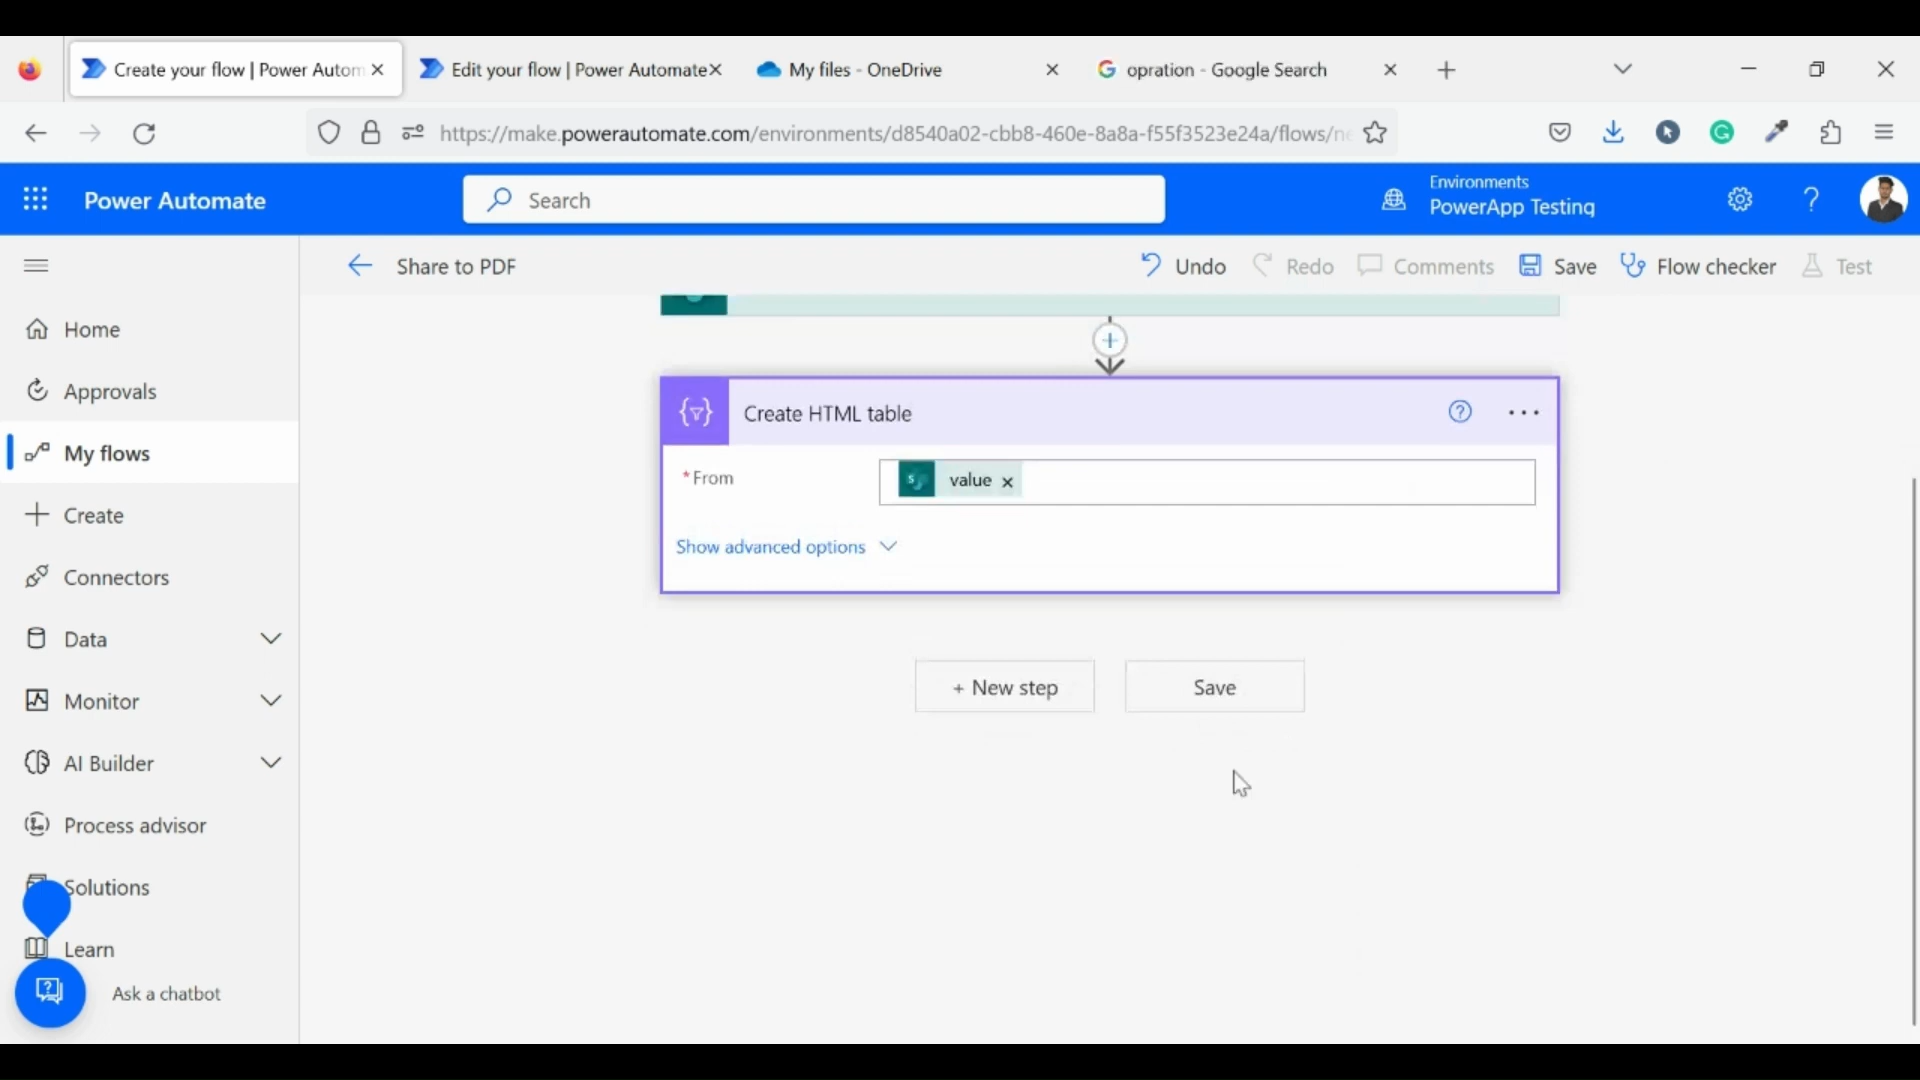 Create your flow | Power Autom
Edit your flow | Power Automate
My files - OneDrive
opration - Google Search
https://make.powerautomate.com/environments/d8540a02-cbb8-460e-8a8a-f55f3523e24a/flows/ne
Power Automate
Search
Environments
PowerApp Testing
Share to PDF
Undo
Redo
Comments
Save
Flow checker
Test
Home
Approvals
My flows
Create
Connectors
Data
Monitor
AI Builder
Process advisor
Solutions
Learn
Ask a chatbot
Create HTML table
* From
value
Show advanced options
+ New step
Save